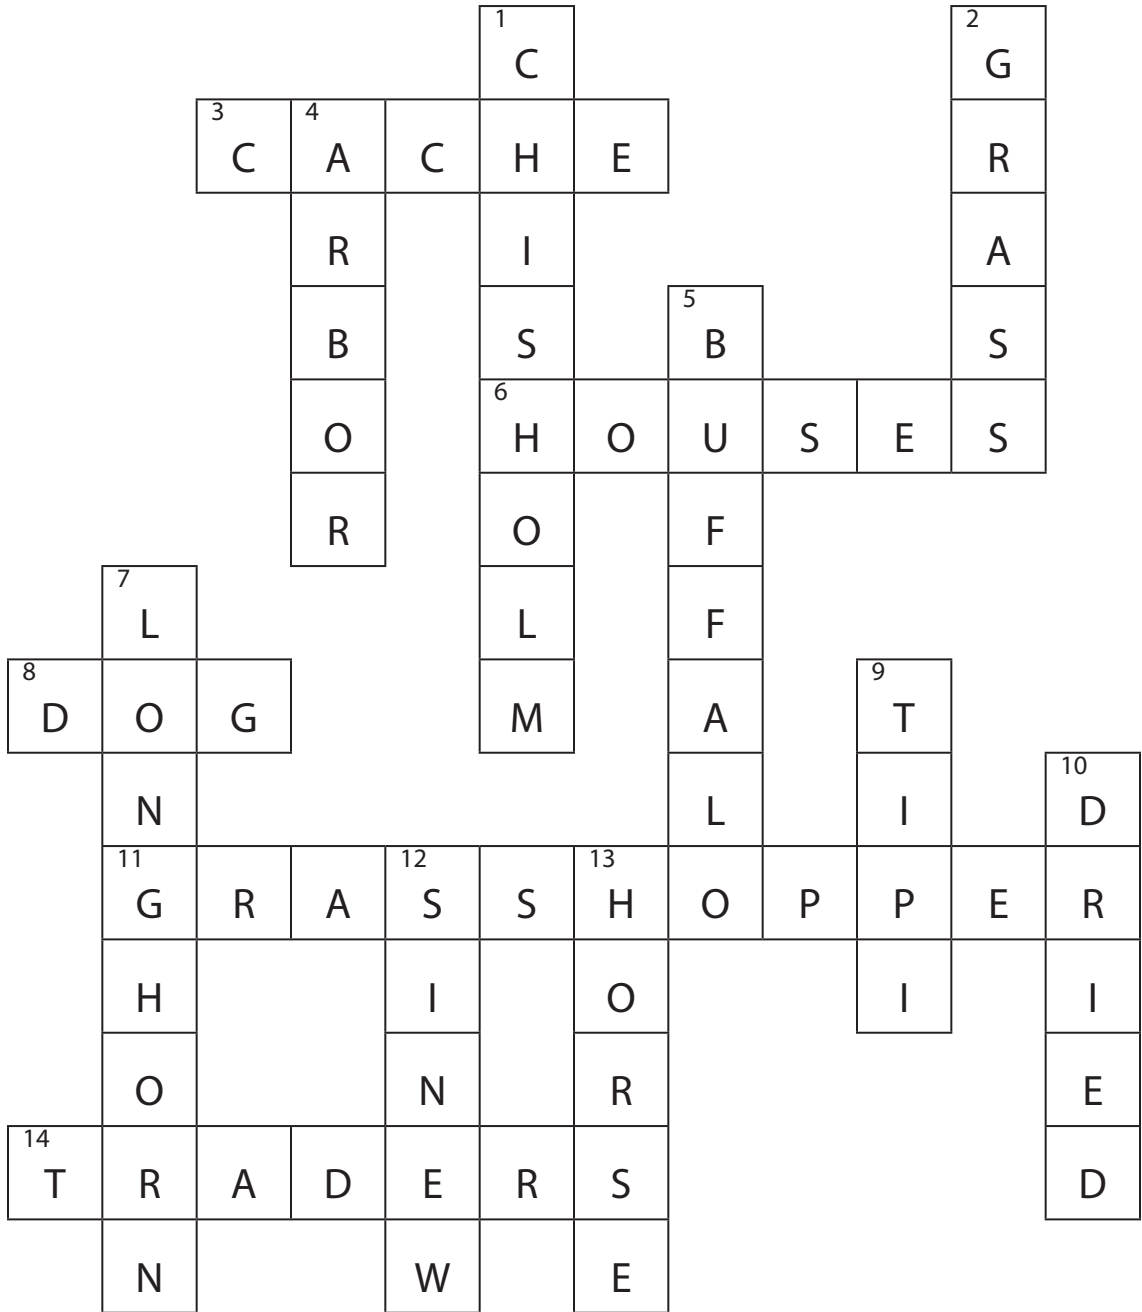 1 2
C G
3 4
C A C H E R
R I A
5
B S B S
6
O H O U S E S
R O F
7
L L F
8 9
D O G M A T
10
N L I D
11 12 13
G R A S S H O P P E R
H I O I I
O N R E
14
T R A D E R S D
N W E